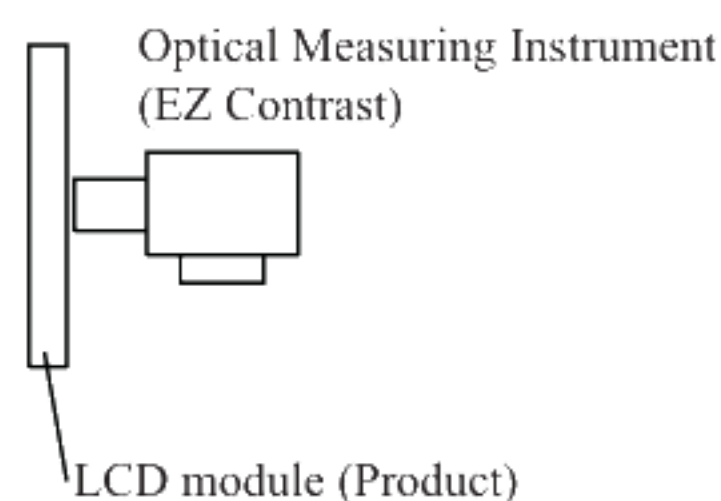 Optical Measuring Instrument
(EZ Contrast)
LCD module (Product)